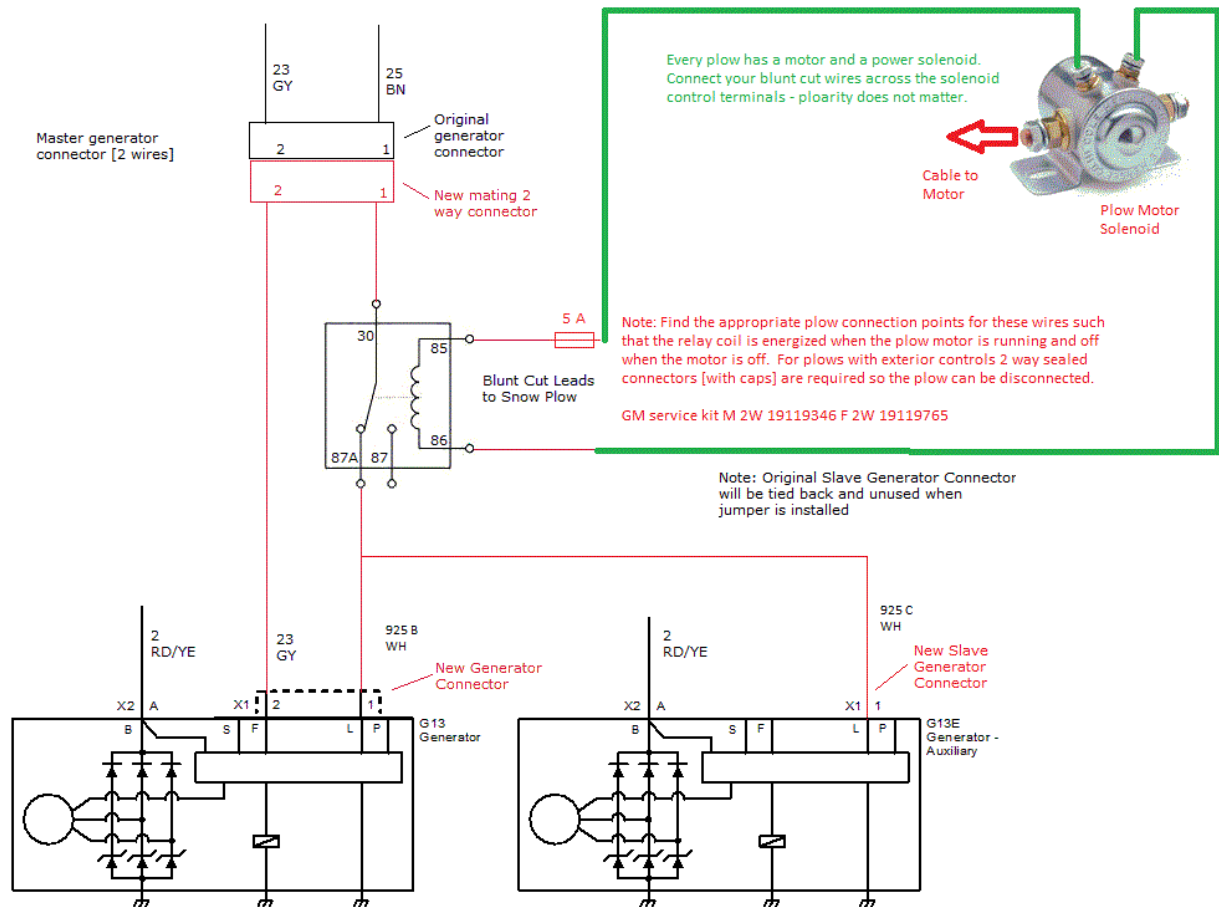 23
GY
25
BN
Every plow has a motor and a power solenoid.
Connect your blunt cut wires across the solenoid
control terminals - ploarity does not matter.
Master generator
connector [2 wires]
2
1
Original
generator
connector
2
1
New mating 2
way connector
Cable to
Motor
Plow Motor
Solenoid
30
85
5 A
Note: Find the appropriate plow connection points for these wires such
that the relay coil is energized when the plow motor is running and off
when the motor is off. For plows with exterior controls 2 way sealed
connectors [with caps] are required so the plow can be disconnected.
GM service kit M 2W 19119346 F 2W 19119765
Blunt Cut Leads
to Snow Plow
86
87A
87
Note: Original Slave Generator Connector
will be tied back and unused when
jumper is installed
2
RD/YE
23
GY
925 B
WH
New Generator
Connector
2
RD/YE
925 C
WH
New Slave
Generator
Connector
X2
A
X1
2
1
B
S
F
L
P
G13
Generator
X2
A
X1
1
B
S
F
L
P
G13E
Generator -
Auxiliary